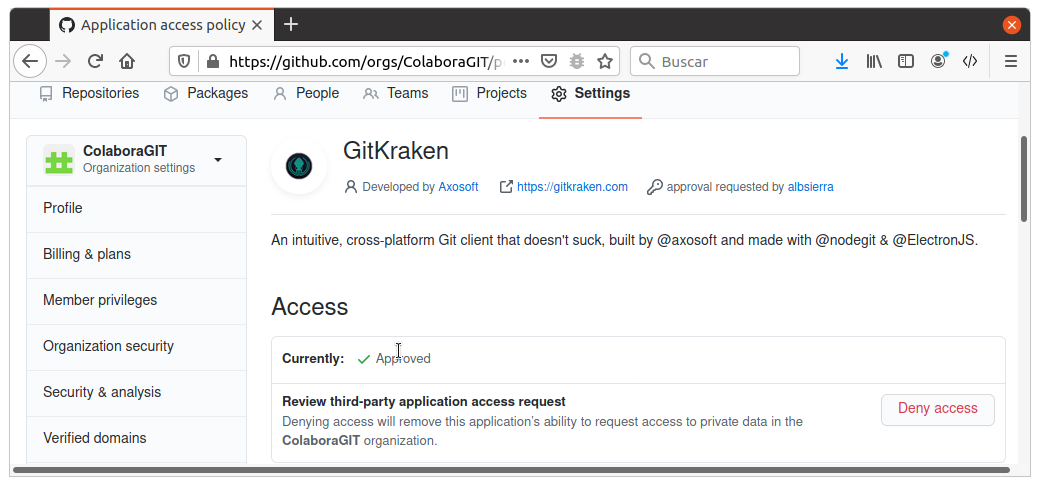 Application access policy
https://github.com/orgs/ColaboraGIT/p
Buscar
Repositories Packages People Teams Projects Settings
ColaboraGIT
Organization settings
Profile
Billing & plans
Member privileges
Organization security
Security & analysis
Verified domains
GitKraken
Developed by Axosoft https://gitkraken.com approval requested by albsierra
An intuitive, cross-platform Git client that doesn't suck, built by @axosoft and made with @nodegit & @ElectronJS.
Access
Currently: Approved
Review third-party application access request
Denying access will remove this application's ability to request access to private data in the
ColaboraGIT organization.
Deny access